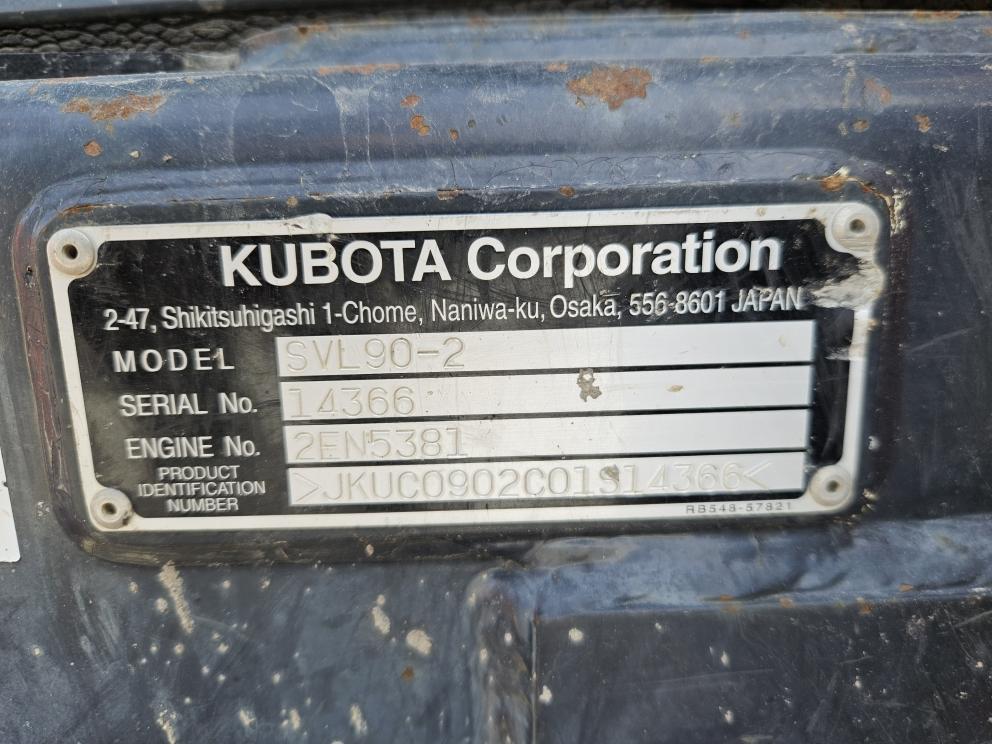 KUBOTA Corporation
2-47, Shikitsuhigashi 1-Chome, Naniwa-ku, Osaka, 556-8601 JAPAN
MODEL SVL90-2
SERIAL No. 14366
ENGINE No. 2EN5381
PRODUCT
IDENTIFICATION
NUMBER
>JKUC0902C01S14366<
RB548-57821